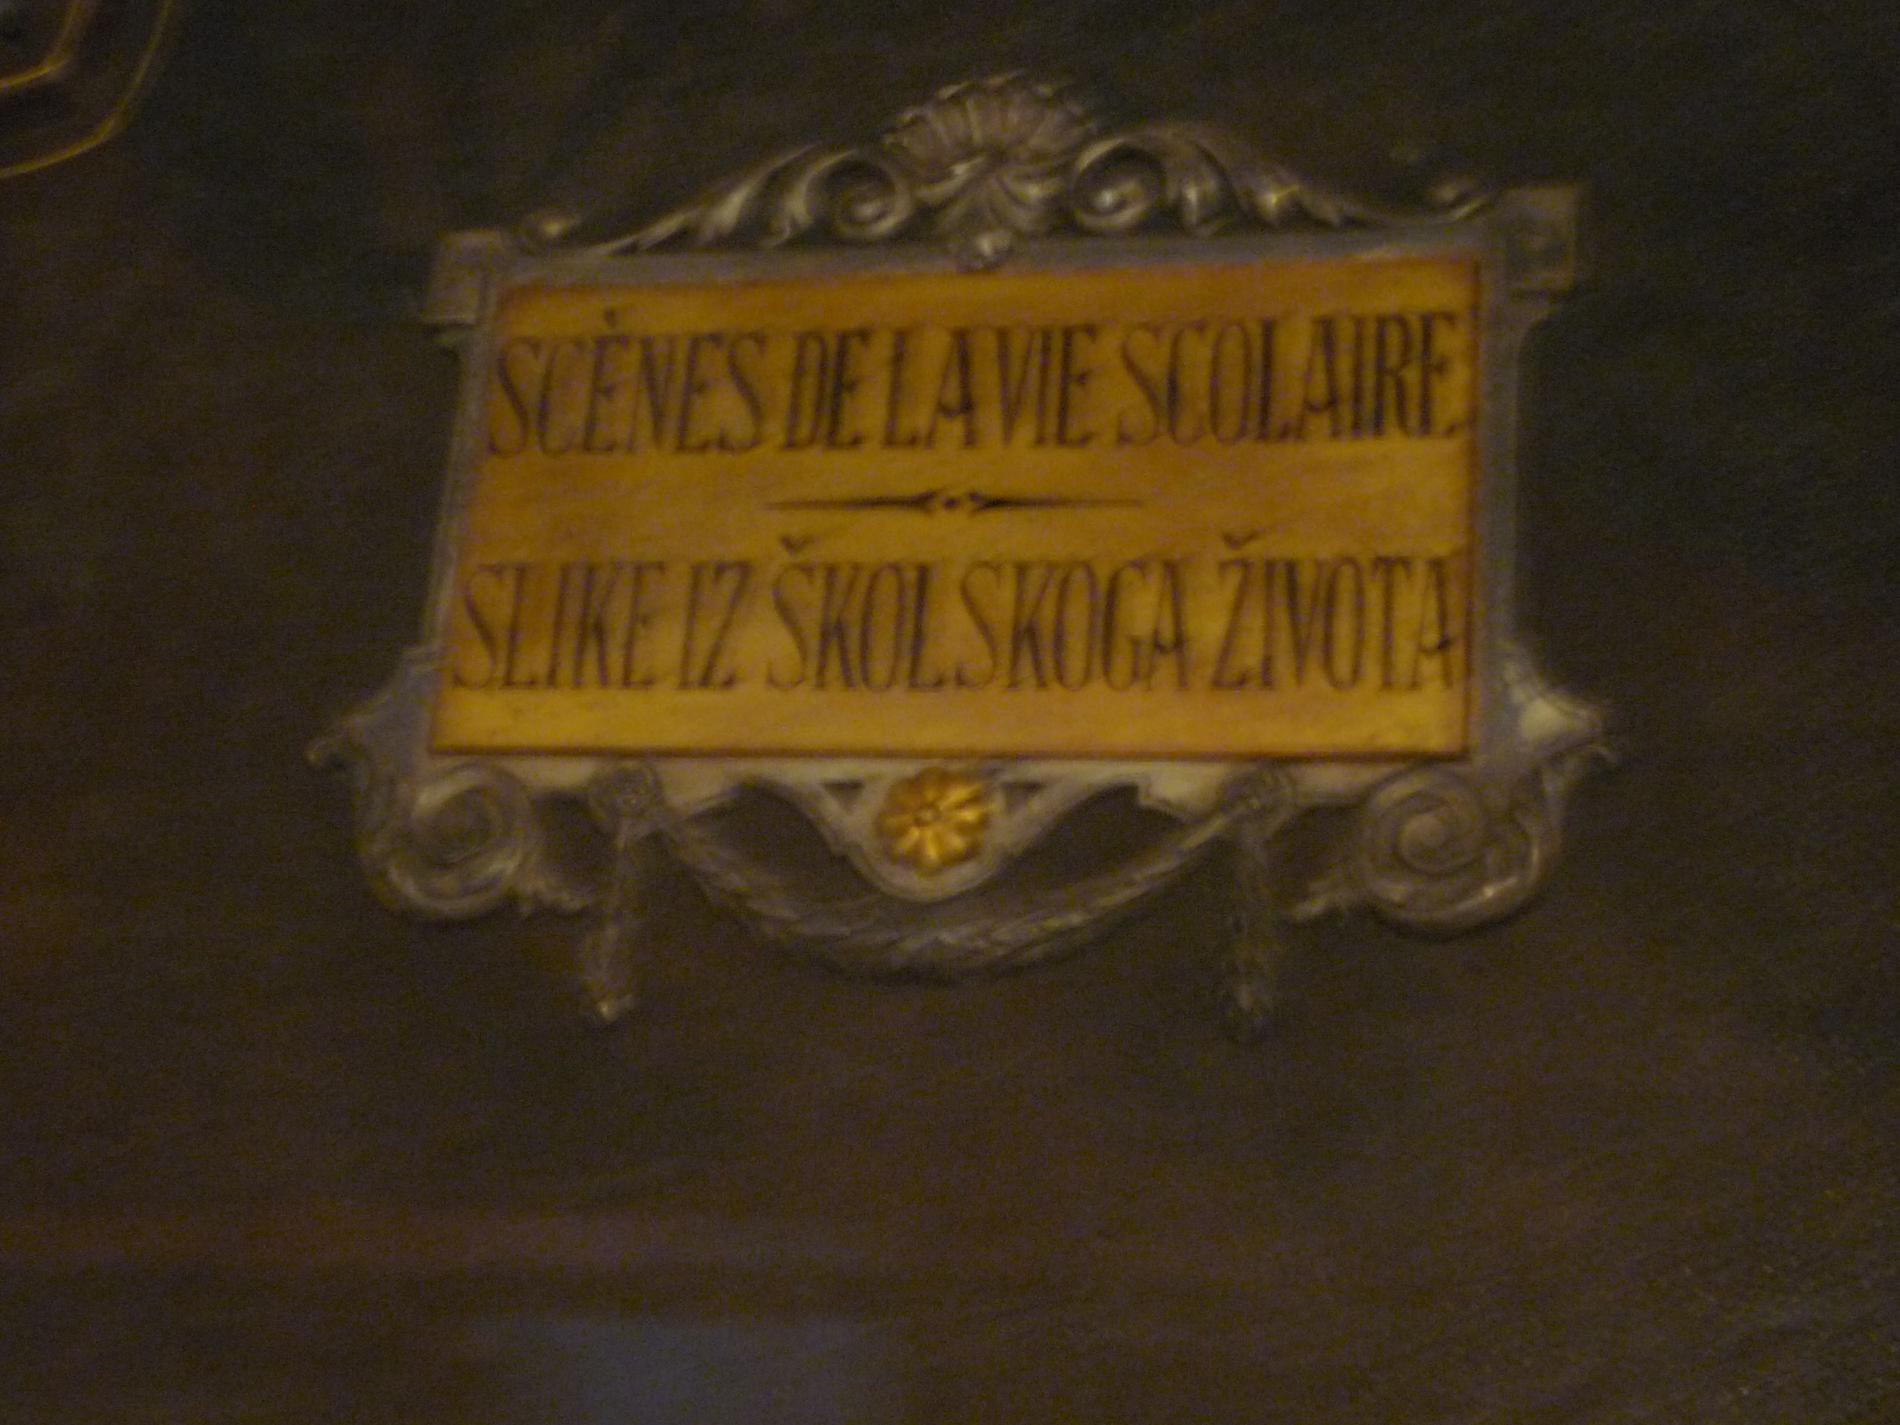 SCÈNES DE LA VIE SCOLAIRE
SLIKE IZ ŠKOLSKOGA ŽIVOTA